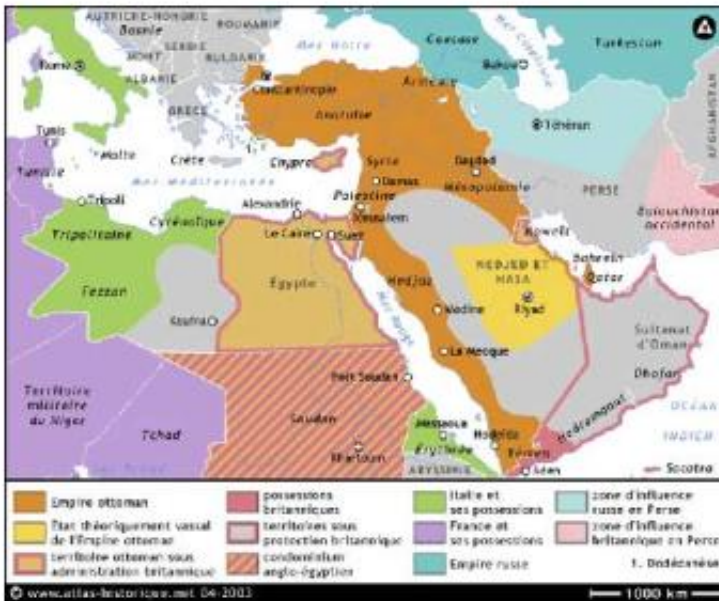 AUTRICHE-HONGRIE
ROUMANIE
Bosnie
SERBIE
MONT.
BULGARIE
ALBANIE
GRÈCE
Mer Noire
Caucase
Mer Caspienne
Turkestan
Bakou
Rome
Constantinople
Anatolie
Arménie
Téhéran
AFGHANISTAN
Tunis
Tunisie
Malte
Crète
Chypre
Syrie
Bagdad
Mer Méditerranée
Damas
Mésopotamie
PERSE
Tripoli
Alexandrie
Palestine
Jérusalem
Baloutchistan
occidental
Tripolitaine
Cyrénaïque
Le Caire
Suez
Koweït
Bahreïn
Qatar
Fezzan
Égypte
Hedjaz
NEDJED ET
HASA
Riyad
Koufra
Médine
Mer Rouge
La Mecque
Sultanat
d'Oman
Dhofar
Territoire
militaire
du Niger
Tchad
Port Soudan
Soudan
Khartoum
Hadramaout
OCÉAN
INDIEN
Massaoua
Érythrée
ABYSSINIE
Hodeïda
Yémen
Aden
Socotra
Empire ottoman
État théoriquement vassal
de l'Empire ottoman
territoire ottoman sous
administration britannique
possessions
britanniques
territoires sous
protection britannique
condominium
anglo-égyptien
Italie et
ses possessions
France et
ses possessions
Empire russe
zone d'influence
russe en Perse
zone d'influence
britannique en Perse
1. Dodécanèse
© www.atlas-historique.net 04-2003
1000 km